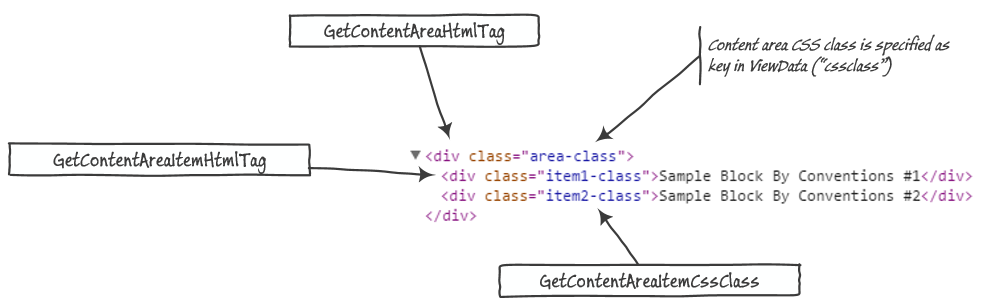 GetContentAreaHtmlTag
Content area CSS class is specified as
key in ViewData ("cssclass")
GetContentAreaItemHtmlTag
<div class="area-class">
<div class="item1-class">Sample Block By Conventions #1</div>
<div class="item2-class">Sample Block By Conventions #2</div>
</div>
GetContentAreaItemCssClass